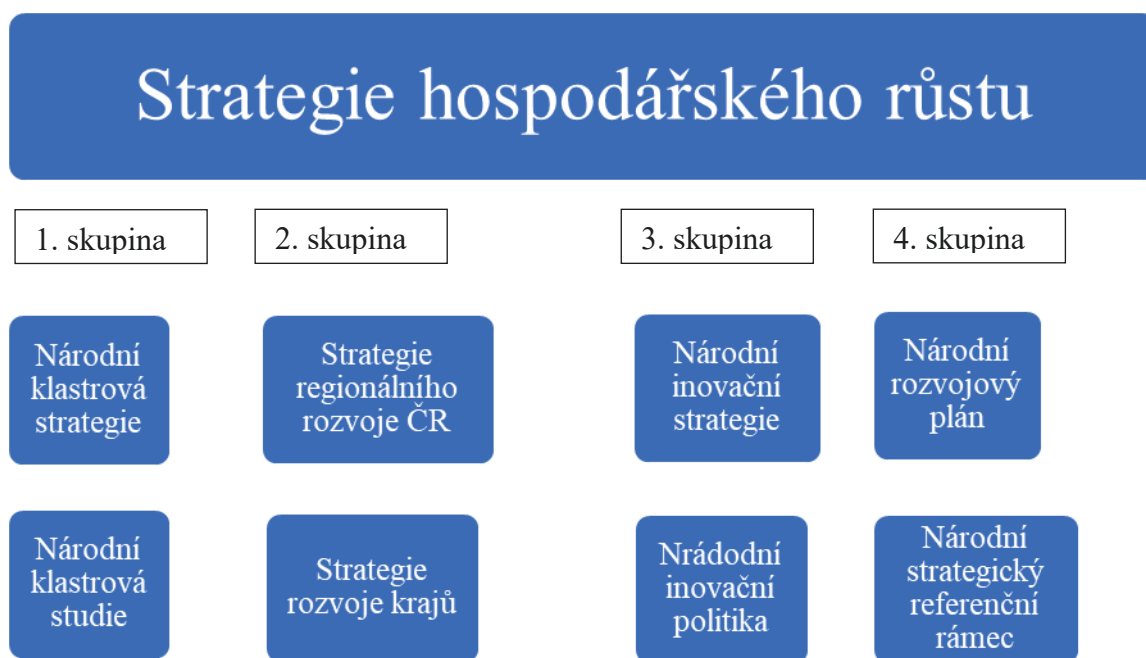 Strategie hospodářského růstu
1. skupina
2. skupina
3. skupina
4. skupina
Národní
klastrová
strategie
Strategie
regionálního
rozvoje ČR
Národní
inovační
strategie
Národní
rozvojový
plán
Národní
klastrová
studie
Strategie
rozvoje krajů
Nrádodní
inovační
politika
Národní
strategický
referenční
rámec